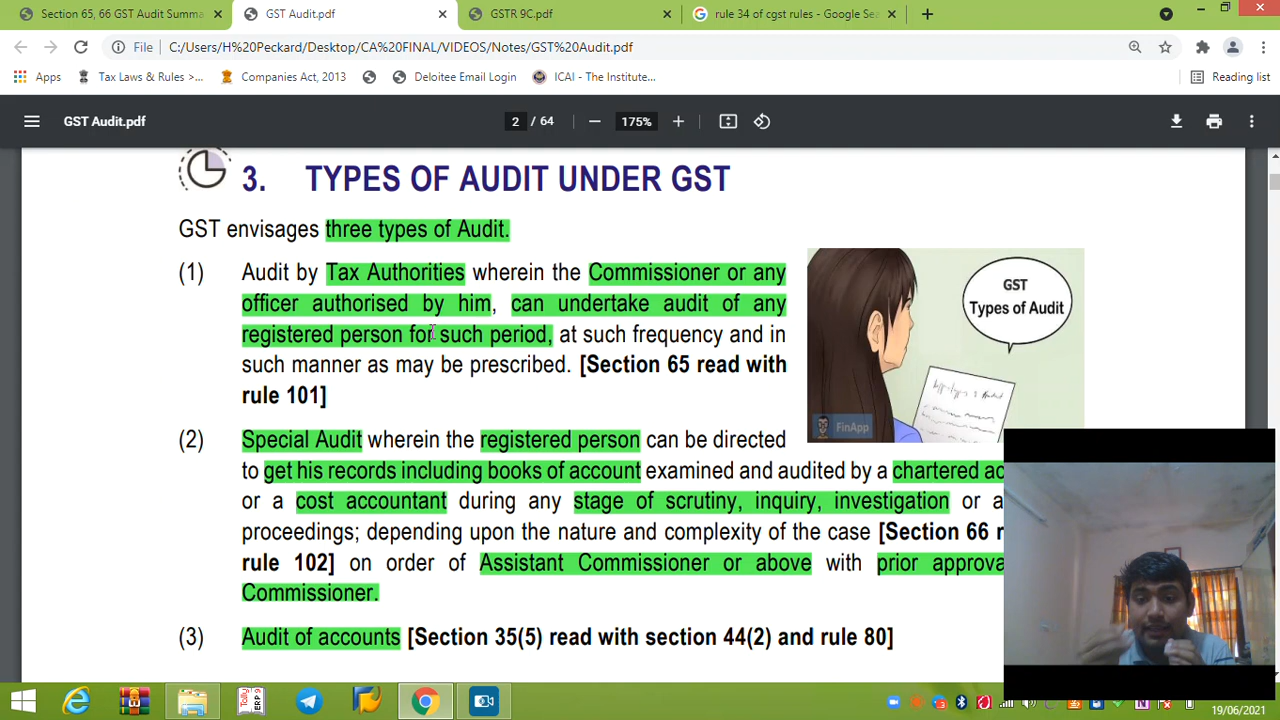 Section 65, 66 GST Audit Summa
GST Audit.pdf
GSTR 9C.pdf
rule 34 of cgst rules - Google Sea
File
C:/Users/H%20Peckard/Desktop/CA%20FINAL/VIDEOS/Notes/GST%20Audit.pdf
Apps
Tax Laws & Rules >...
Companies Act, 2013
Deloitee Email Login
ICAI - The Institute...
Reading list
GST Audit.pdf
2 / 64
175%
3. TYPES OF AUDIT UNDER GST
GST envisages three types of Audit.
(1) Audit by Tax Authorities wherein the Commissioner or any
officer authorised by him, can undertake audit of any
registered person for such period, at such frequency and in
such manner as may be prescribed. [Section 65 read with
rule 101]
GST
Types of Audit
FinApp
(2) Special Audit wherein the registered person can be directed
to get his records including books of account examined and audited by a chartered ac
or a cost accountant during any stage of scrutiny, inquiry, investigation or a
proceedings; depending upon the nature and complexity of the case [Section 66 r
rule 102] on order of Assistant Commissioner or above with prior approva
Commissioner.
(3) Audit of accounts [Section 35(5) read with section 44(2) and rule 80]
Tally
ERP 9
19/06/2021